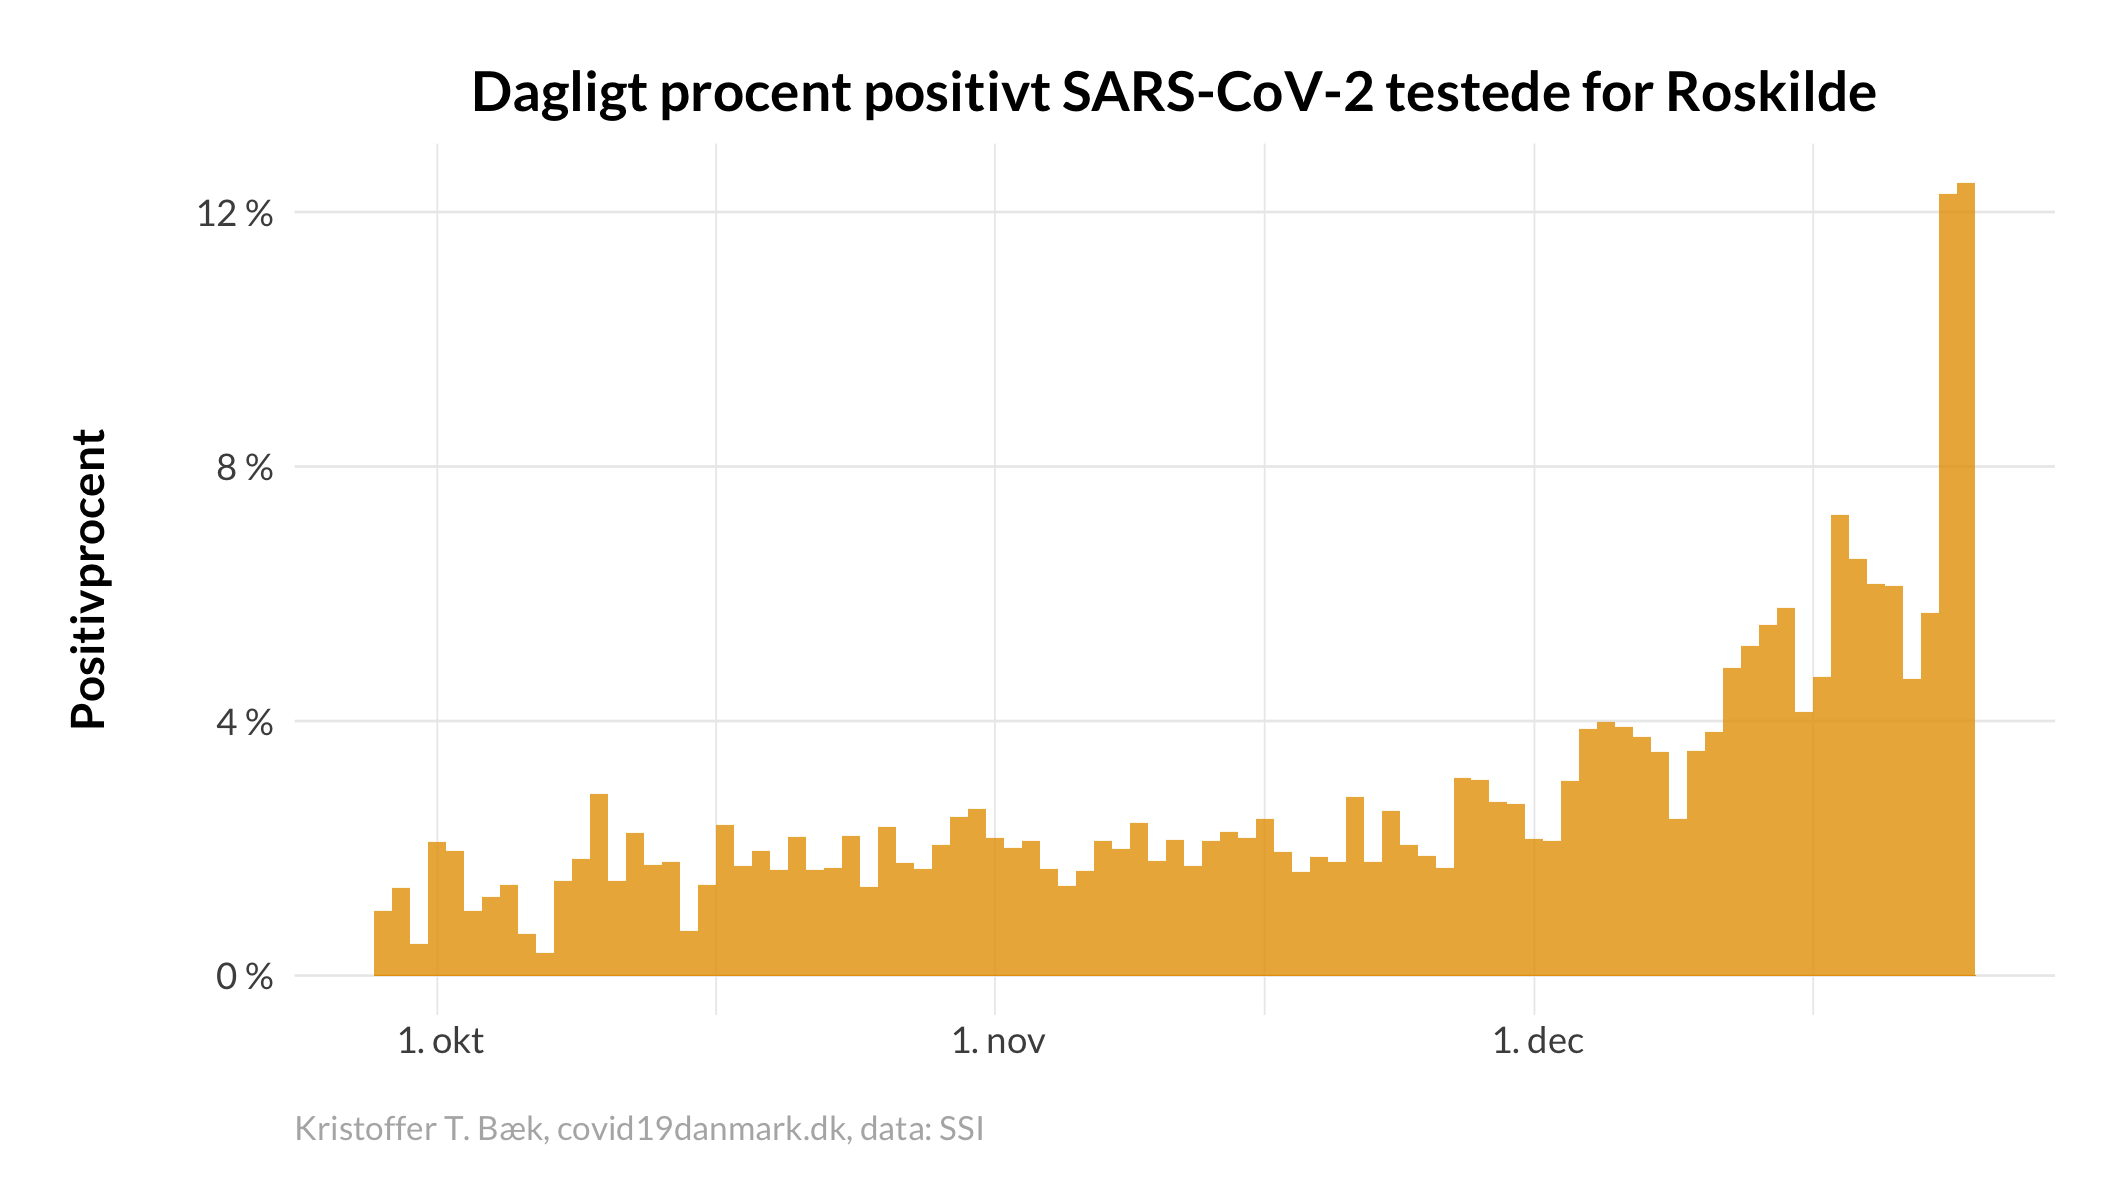 Dagligt procent positivt SARS-CoV-2 testede for Roskilde
Positivprocent
12 %
8 %
4 %
0 %
1. okt
1. nov
1. dec
Kristoffer T. Bæk, covid19danmark.dk, data: SSI